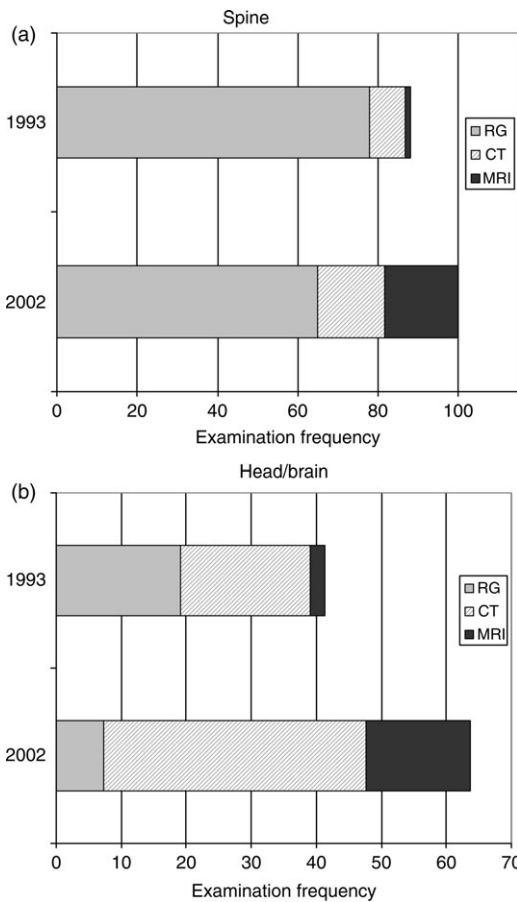 (a)
Spine
1993
2002
RG
CT
MRI
0 20 40 60 80 100
Examination frequency
(b)
Head/brain
1993
2002
RG
CT
MRI
0 10 20 30 40 50 60 70
Examination frequency